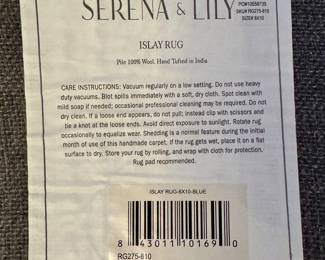 SERENA & LILY
PO#10558735
SKU# RG275-810
SIZE# 8X10
ISLAY RUG
Pile 100% Wool. Hand Tufted in India
CARE INSTRUCTIONS: Vacuum regularly on a low setting. Do not use heavy
duty vacuums. Blot spills immediately with a soft, dry cloth. Spot clean with
mild soap if needed; occasional professional cleaning may be required. Do not
dry clean. If a loose end appears, do not pull; instead clip with scissors and
tie a knot at the loose ends. Avoid direct exposure to sunlight. Rotate rug
occasionally to equalize wear. Shedding is a normal feature during the initial
month of use of this handmade carpet. If the rug gets wet, place it on a flat
surface to dry. Store your rug by rolling, and wrap with cloth for protection.
Rug pad recommended.
ISLAY RUG-8X10-BLUE
8 43011 10169 0
RG275-810